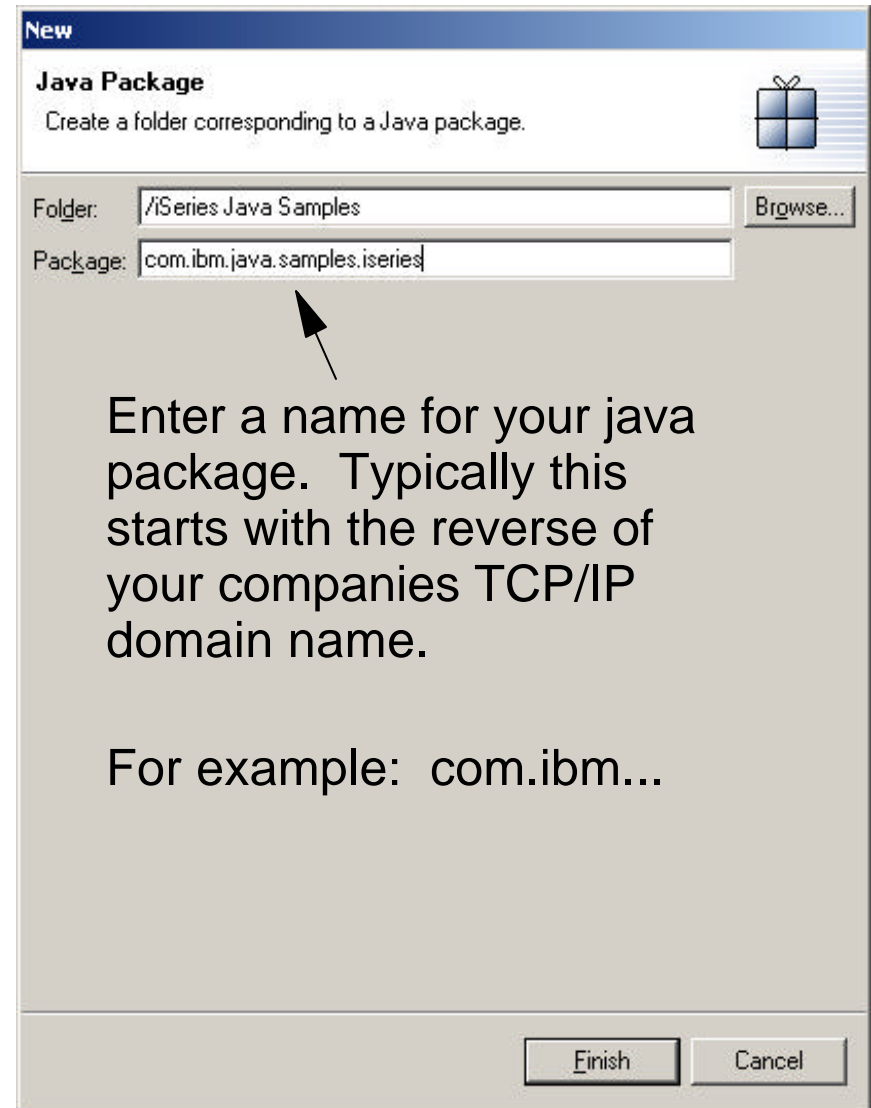 New
Java Package
Create a folder corresponding to a Java package.
Folder: /iSeries Java Samples Browse...
Package: com.ibm.java.samples.iseries
Enter a name for your java
package. Typically this
starts with the reverse of
your companies TCP/IP
domain name.
For example: com.ibm...
Finish Cancel